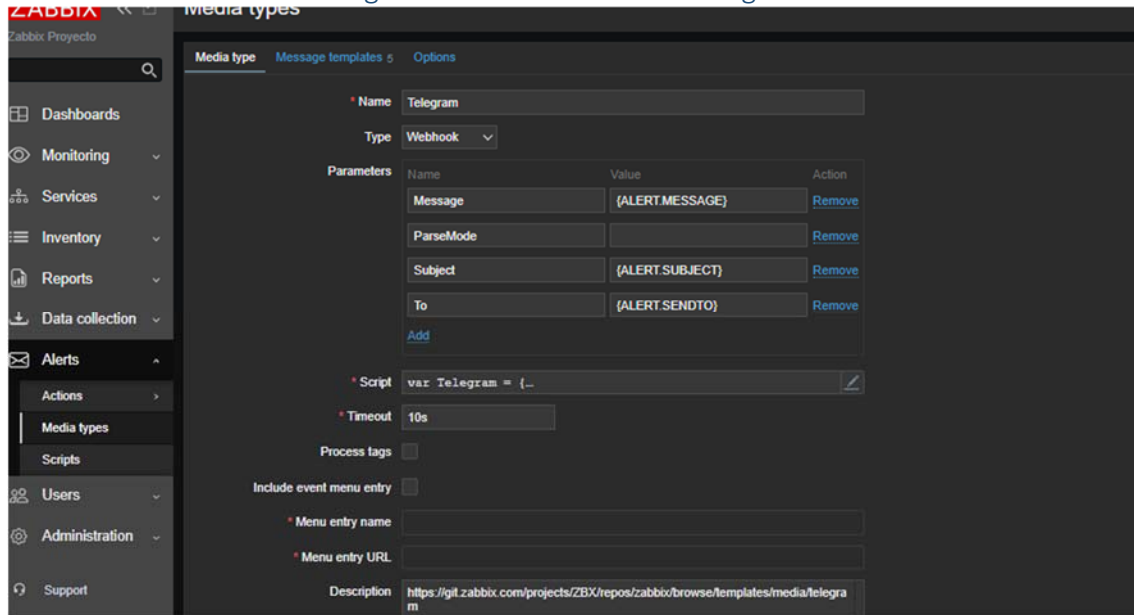 ZABBIX
Media types
Zabbix Proyecto
Media type Message templates 5 Options
* Name Telegram
Type Webhook
Parameters Name Value Action
Message {ALERT.MESSAGE} Remove
ParseMode Remove
Subject {ALERT.SUBJECT} Remove
To {ALERT.SENDTO} Remove
Add
* Script var Telegram = {…
* Timeout 10s
Process tags
Include event menu entry
* Menu entry name
* Menu entry URL
Description https://git.zabbix.com/projects/ZBX/repos/zabbix/browse/templates/media/telegra
m
Dashboards
Monitoring
Services
Inventory
Reports
Data collection
Alerts
Actions
Media types
Scripts
Users
Administration
Support